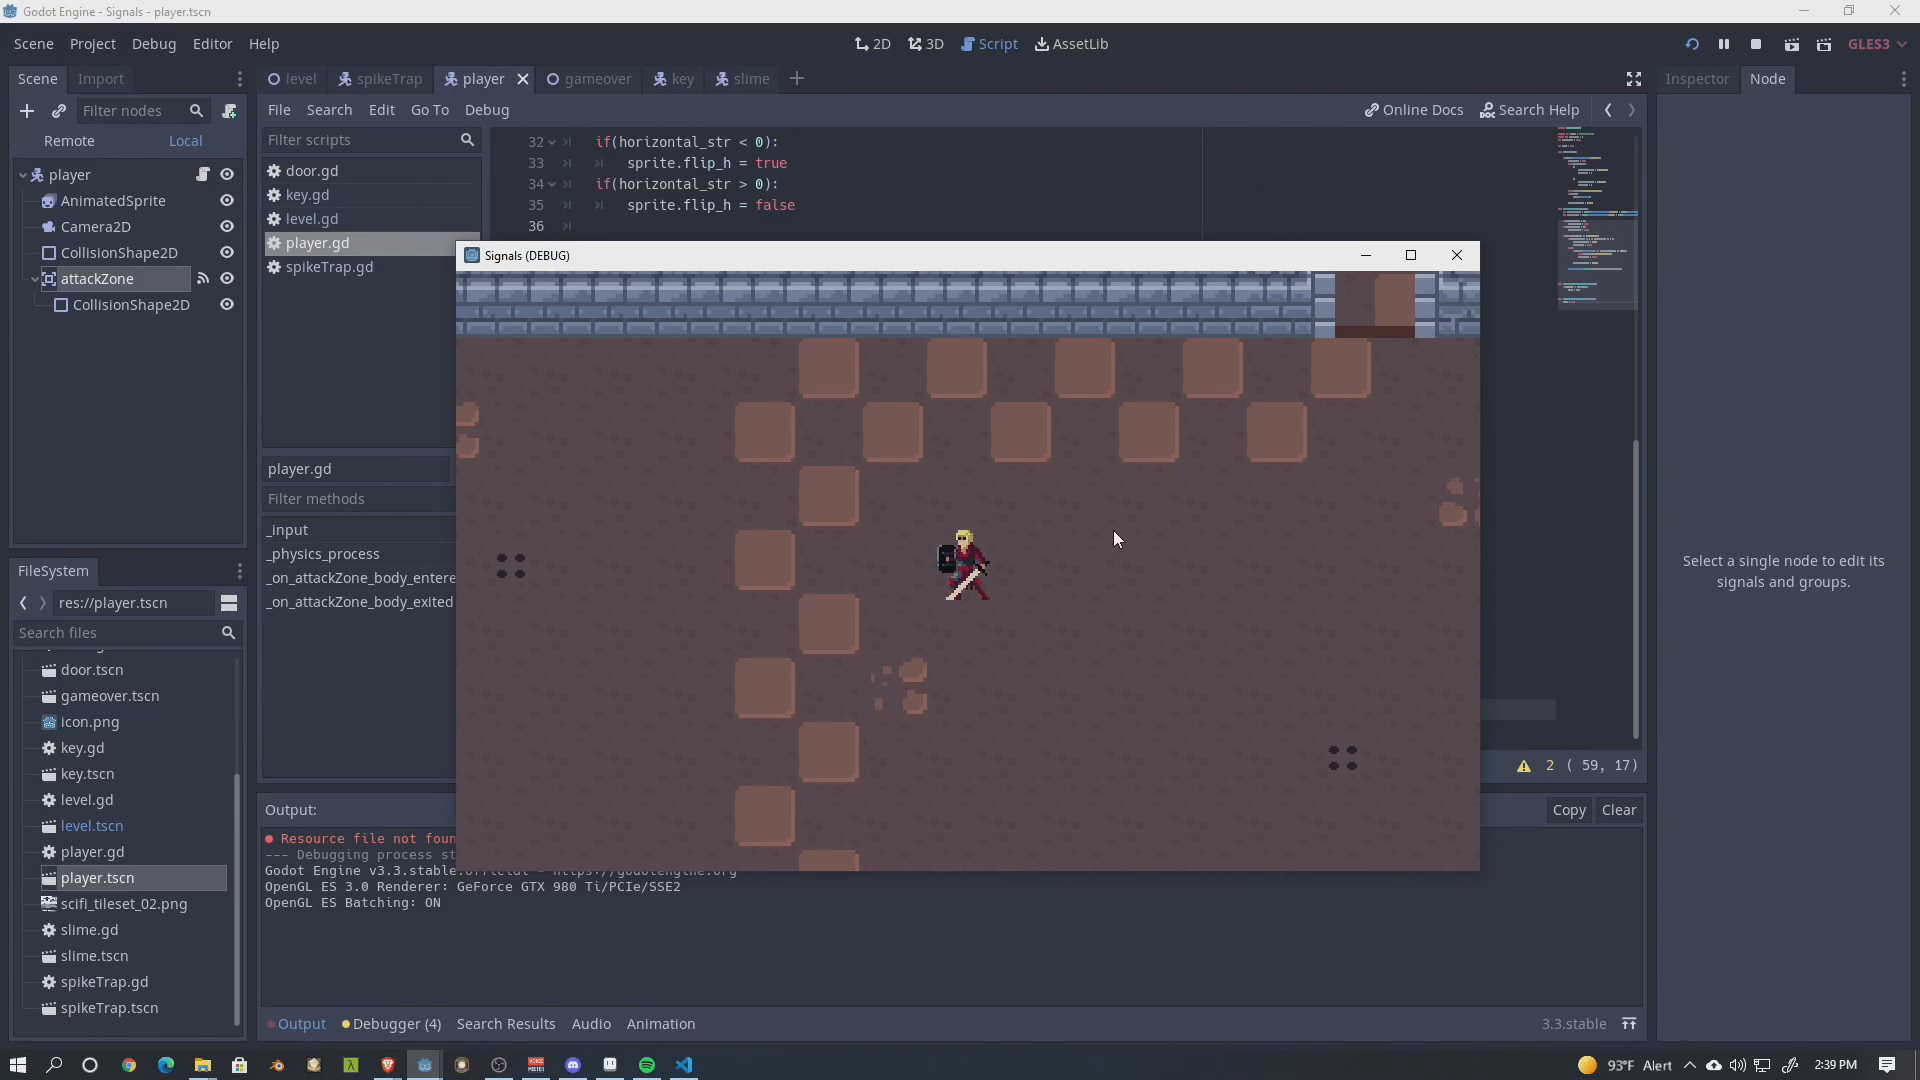 Godot Engine - Signals - player.tscn
Scene Project Debug Editor Help
2D 3D Script AssetLib
GLES3
Scene Import
level spikeTrap player gameover key slime
Inspector Node
Filter nodes
File Search Edit Go To Debug
Online Docs Search Help
Remote Local
Filter scripts
player
AnimatedSprite
Camera2D
CollisionShape2D
attackZone
CollisionShape2D
door.gd
key.gd
level.gd
player.gd
spikeTrap.gd
32 if(horizontal_str < 0):
33 sprite.flip_h = true
34 if(horizontal_str > 0):
35 sprite.flip_h = false
36
Signals (DEBUG)
player.gd
Filter methods
_input
_physics_process
_on_attackZone_body_entere
_on_attackZone_body_exited
Select a single node to edit its
signals and groups.
FileSystem
res://player.tscn
Search files
door.tscn
gameover.tscn
icon.png
key.gd
key.tscn
level.gd
level.tscn
player.gd
player.tscn
scifi_tileset_02.png
slime.gd
slime.tscn
spikeTrap.gd
spikeTrap.tscn
2 ( 59, 17)
Output:
Copy Clear
Resource file not foun
--- Debugging process st
Godot Engine v3.3.stable.official - https://godotengine.org
OpenGL ES 3.0 Renderer: GeForce GTX 980 Ti/PCIe/SSE2
OpenGL ES Batching: ON
Output Debugger (4) Search Results Audio Animation
3.3.stable
93°F Alert
2:39 PM